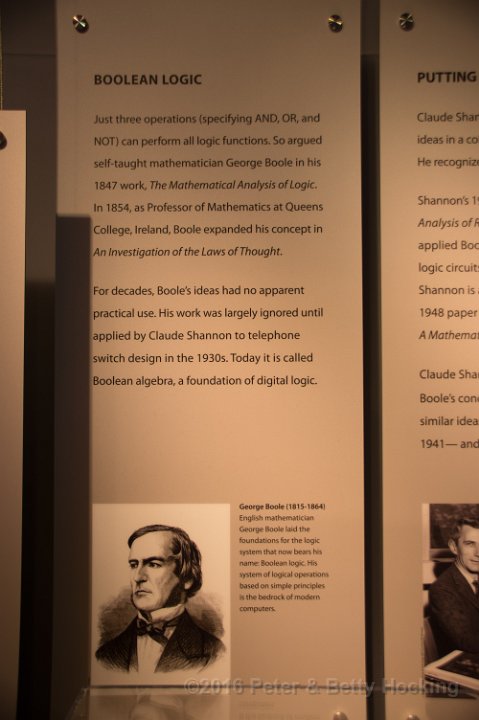 BOOLEAN LOGIC
Just three operations (specifying AND, OR, and
NOT) can perform all logic functions. So argued
self-taught mathematician George Boole in his
1847 work, The Mathematical Analysis of Logic.
In 1854, as Professor of Mathematics at Queens
College, Ireland, Boole expanded his concept in
An Investigation of the Laws of Thought.
For decades, Boole's ideas had no apparent
practical use. His work was largely ignored until
applied by Claude Shannon to telephone
switch design in the 1930s. Today it is called
Boolean algebra, a foundation of digital logic.
George Boole (1815-1864)
English mathematician
George Boole laid the
foundations for the logic
system that now bears his
name: Boolean logic. His
system of logical operations
based on simple principles
is the bedrock of modern
computers.
PUTTING
Claude Shan
ideas in a co
He recognize
Shannon's 19
Analysis of R
applied Boo
logic circuits
Shannon is a
1948 paper
A Mathemat
Claude Sha
Boole's conc
similar idea
1941— and
©2016 Peter & Betty Hocking